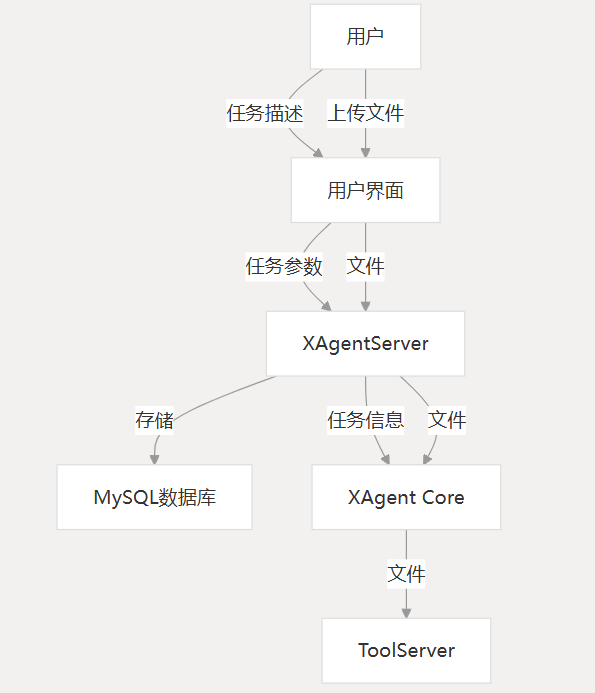 用户
任务描述
上传文件
用户界面
任务参数
文件
XAgentServer
存储
任务信息
文件
MySQL数据库
XAgent Core
文件
ToolServer